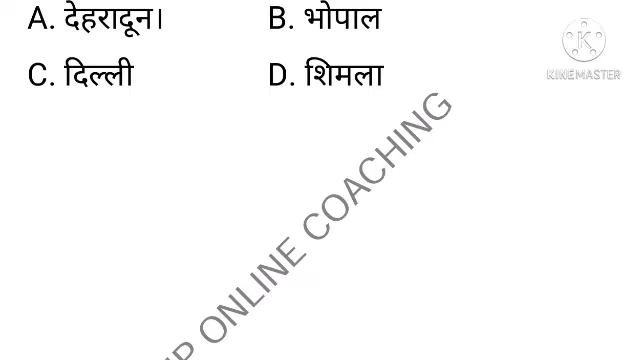 A. देहरादून। B. भोपाल
C. दिल्ली D. शिमला
KINEMASTER
ONLINE COACHING